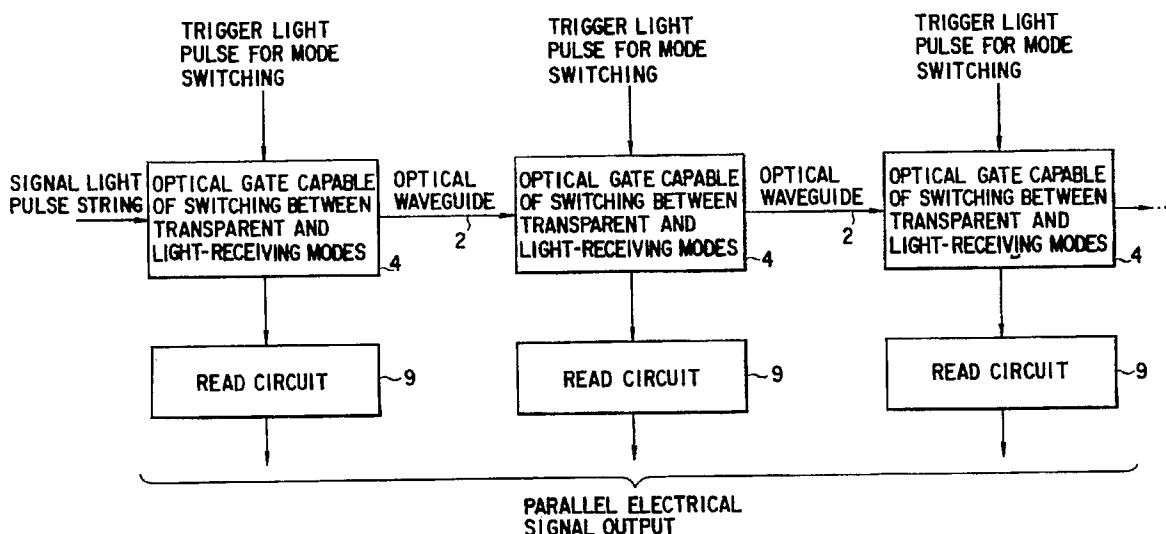 TRIGGER LIGHT
PULSE FOR MODE
SWITCHING
TRIGGER LIGHT
PULSE FOR MODE
SWITCHING
TRIGGER LIGHT
PULSE FOR MODE
SWITCHING
SIGNAL LIGHT
PULSE STRING
OPTICAL GATE CAPABLE
OF SWITCHING BETWEEN
TRANSPARENT AND
LIGHT-RECEIVING MODES
4
OPTICAL
WAVEGUIDE
2
OPTICAL GATE CAPABLE
OF SWITCHING BETWEEN
TRANSPARENT AND
LIGHT-RECEIVING MODES
4
OPTICAL
WAVEGUIDE
2
OPTICAL GATE CAPABLE
OF SWITCHING BETWEEN
TRANSPARENT AND
LIGHT-RECEIVING MODES
4
READ CIRCUIT
9
READ CIRCUIT
9
READ CIRCUIT
9
PARALLEL ELECTRICAL
SIGNAL OUTPUT